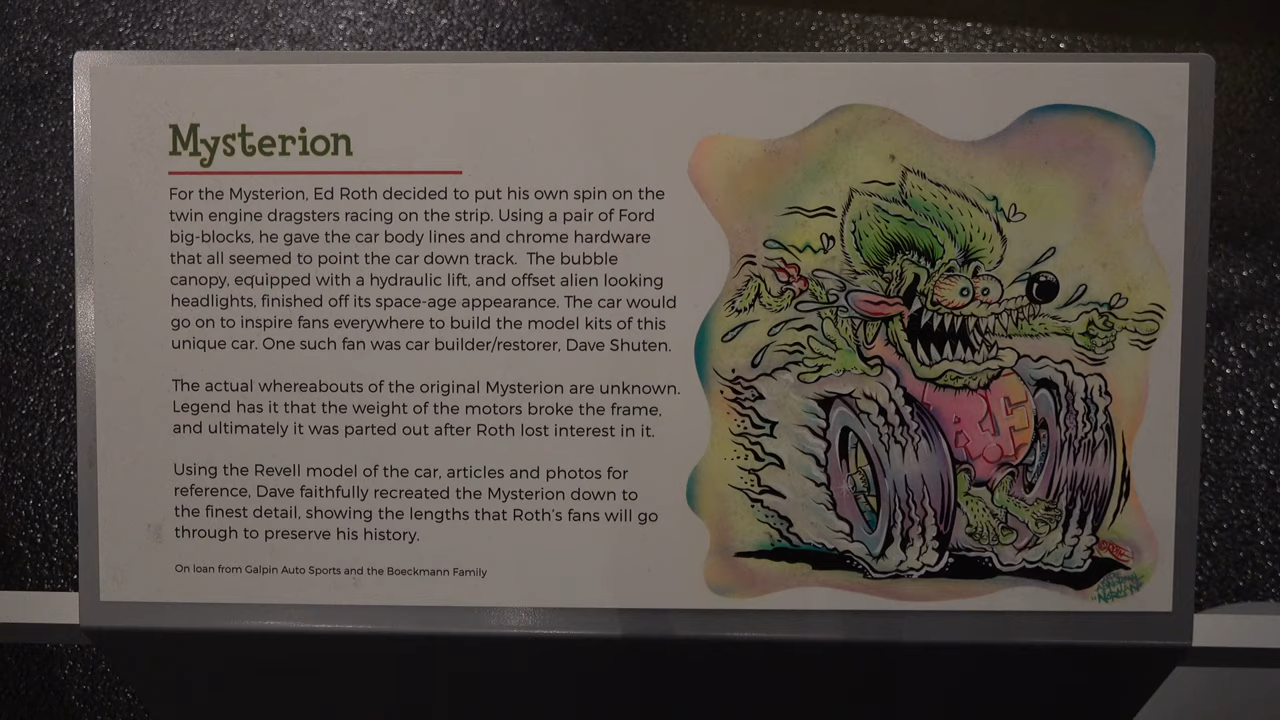 Mysterion
For the Mysterion, Ed Roth decided to put his own spin on the
twin engine dragsters racing on the strip. Using a pair of Ford
big-blocks, he gave the car body lines and chrome hardware
that all seemed to point the car down track. The bubble
canopy, equipped with a hydraulic lift, and offset alien looking
headlights, finished off its space-age appearance. The car would
go on to inspire fans everywhere to build the model kits of this
unique car. One such fan was car builder/restorer, Dave Shuten.
The actual whereabouts of the original Mysterion are unknown.
Legend has it that the weight of the motors broke the frame,
and ultimately it was parted out after Roth lost interest in it.
Using the Revell model of the car, articles and photos for
reference, Dave faithfully recreated the Mysterion down to
the finest detail, showing the lengths that Roth's fans will go
through to preserve his history.
On loan from Galpin Auto Sports and the Boeckmann Family
R.F